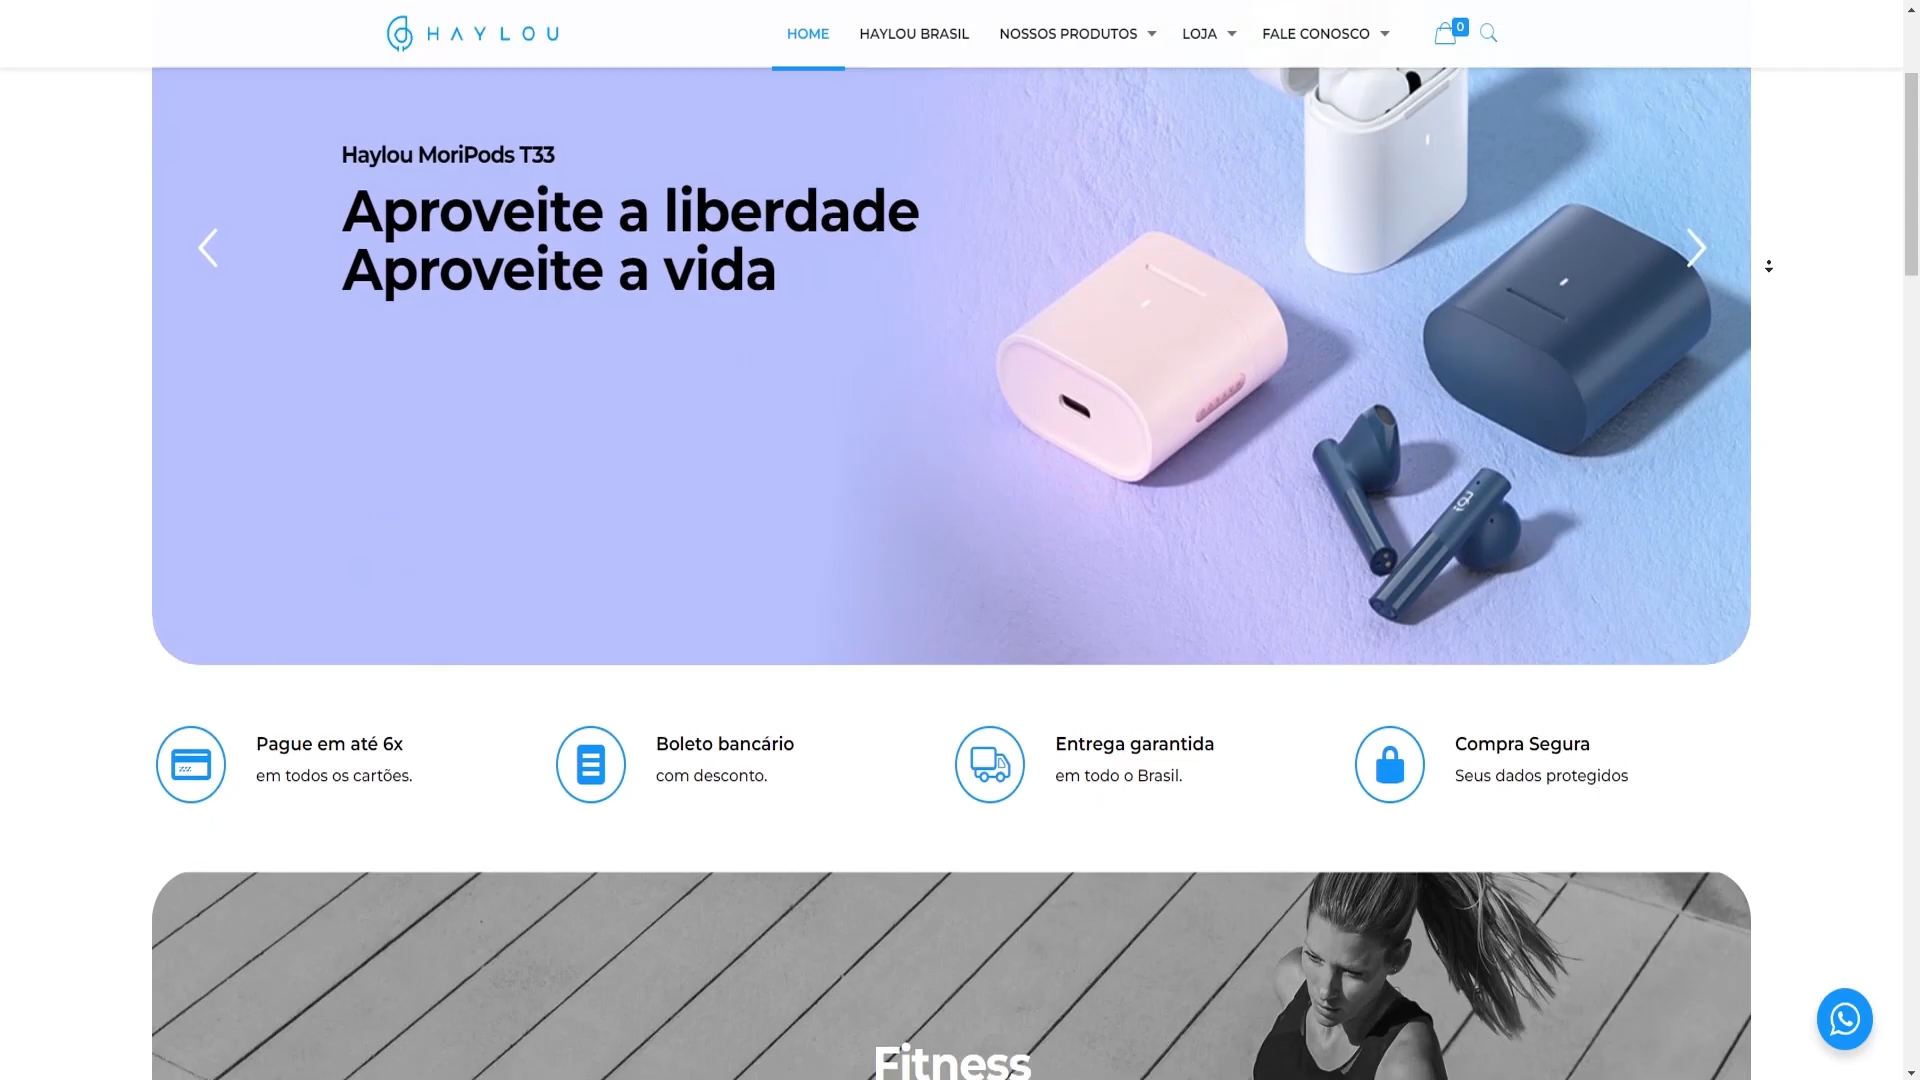 HAYLOU
HOME
HAYLOU BRASIL
NOSSOS PRODUTOS
LOJA
FALE CONOSCO
0
Haylou MoriPods T33
Aproveite a liberdade
Aproveite a vida
Pague em até 6x
em todos os cartões.
Boleto bancário
com desconto.
Entrega garantida
em todo o Brasil.
Compra Segura
Seus dados protegidos
Fitness